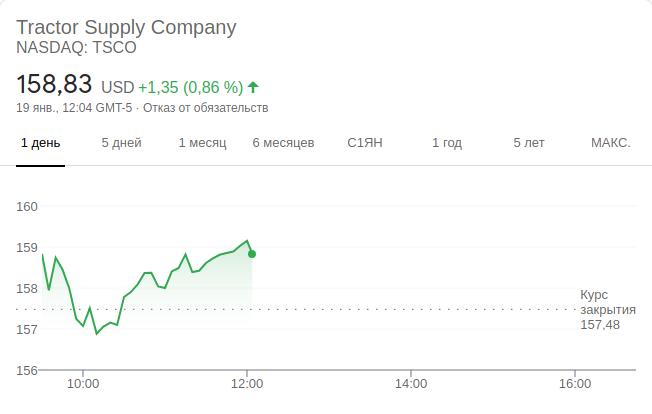 Tractor Supply Company
NASDAQ: TSCO
158,83 USD +1,35 (0,86 %)
19 янв., 12:04 GMT-5 · Отказ от обязательств
1 день 5 дней 1 месяц 6 месяцев С1ЯН 1 год 5 лет МАКС.
160
159
158
Курс
закрытия
157,48
157
156
10:00 12:00 14:00 16:00